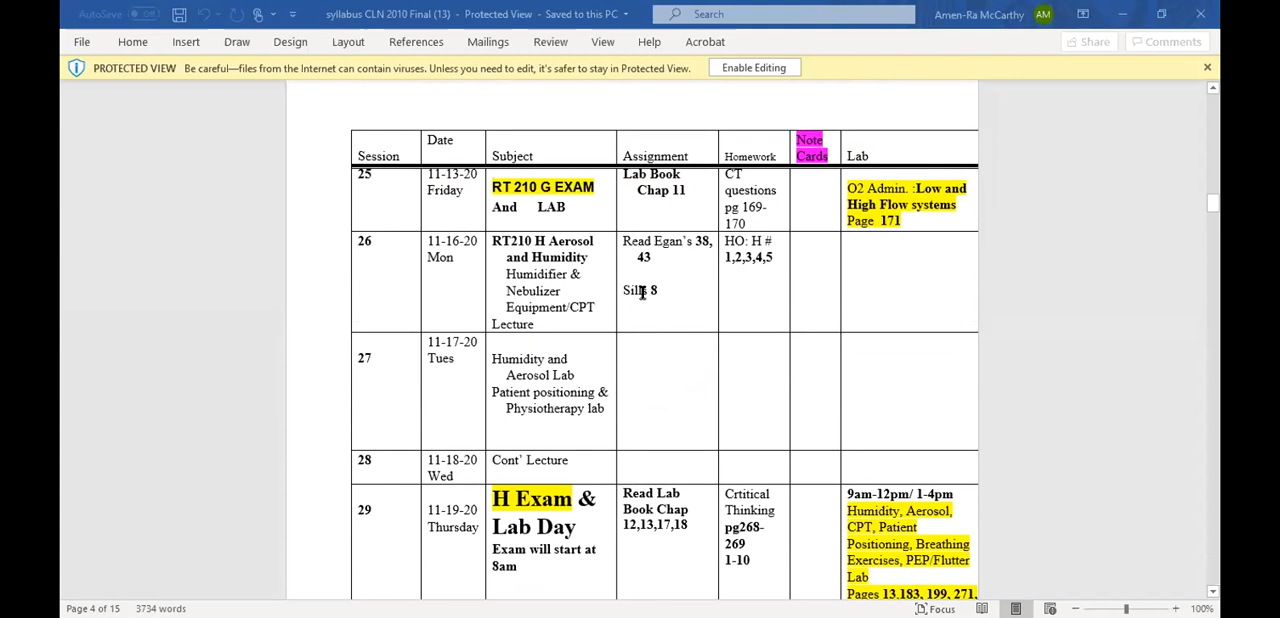 AutoSave Off syllabus CLN 2010 Final (13) - Protected View - Saved to this PC Search Amen-Ra McCarthy AM
File Home Insert Draw Design Layout References Mailings Review View Help Acrobat Share Comments
PROTECTED VIEW Be careful—files from the Internet can contain viruses. Unless you need to edit, it's safer to stay in Protected View. Enable Editing
Session
Date
Subject
Assignment
Homework
Note
Cards
Lab
25
11-13-20
Friday
RT 210 G EXAM
And LAB
Lab Book
Chap 11
CT
questions
pg 169-
170
O2 Admin. :Low and
High Flow systems
Page 171
26
11-16-20
Mon
RT210 H Aerosol
and Humidity
Humidifier &
Nebulizer
Equipment/CPT
Lecture
Read Egan's 38,
43
Sills 8
HO: H #
1,2,3,4,5
27
11-17-20
Tues
Humidity and
Aerosol Lab
Patient positioning &
Physiotherapy lab
28
11-18-20
Wed
Cont' Lecture
29
11-19-20
Thursday
H Exam &
Lab Day
Exam will start at
8am
Read Lab
Book Chap
12,13,17,18
Crtitical
Thinking
pg268-
269
1-10
9am-12pm/ 1-4pm
Humidity, Aerosol,
CPT, Patient
Positioning, Breathing
Exercises, PEP/Flutter
Lab
Pages 13,183, 199, 271,
Page 4 of 15 3734 words Focus 100%